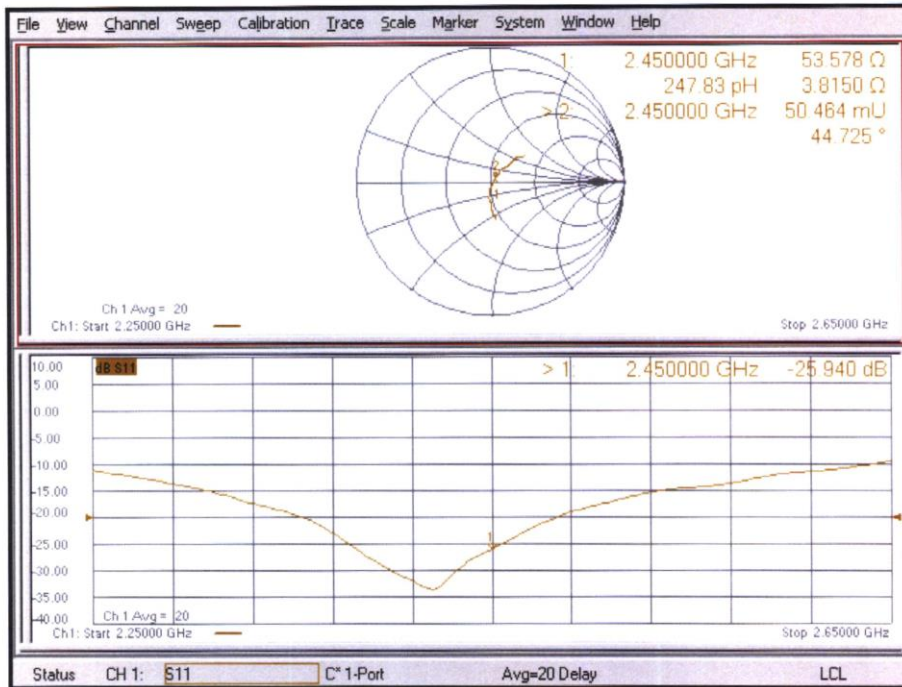 File View Channel Sweep Calibration Trace Scale Marker System Window Help
1: 2.450000 GHz 53.578 Ω
247.83 pH 3.8150 Ω
> 2: 2.450000 GHz 50.464 mU
44.725 °
2
1
Ch 1 Avg = 20
Ch1: Start 2.25000 GHz
Stop 2.65000 GHz
10.00 dB S11 > 1: 2.450000 GHz -25.940 dB
5.00
0.00
-5.00
-10.00
-15.00
-20.00
-25.00
1
-30.00
-35.00
-40.00
Ch 1 Avg = 20
Ch1: Start 2.25000 GHz
Stop 2.65000 GHz
Status CH 1: S11 C* 1-Port Avg=20 Delay LCL